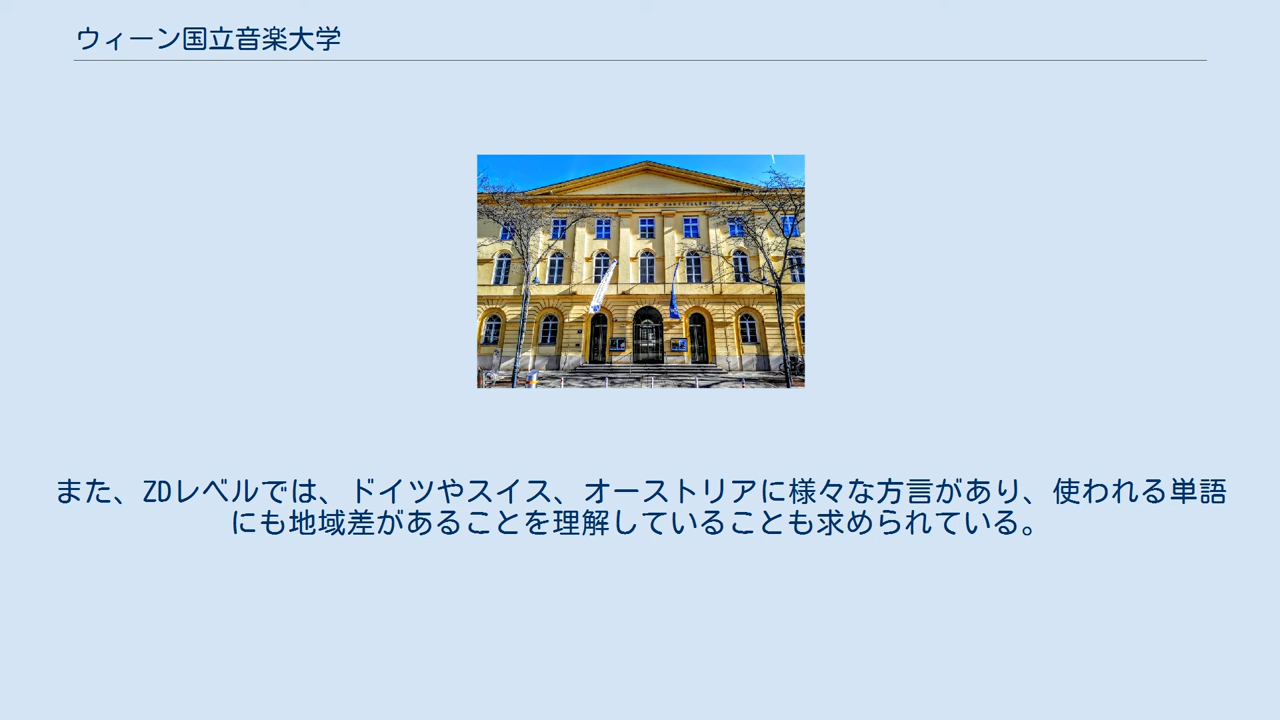 ウィーン国立音楽大学
また、ZDレベルでは、ドイツやスイス、オーストリアに様々な方言があり、使われる単語
にも地域差があることを理解していることも求められている。